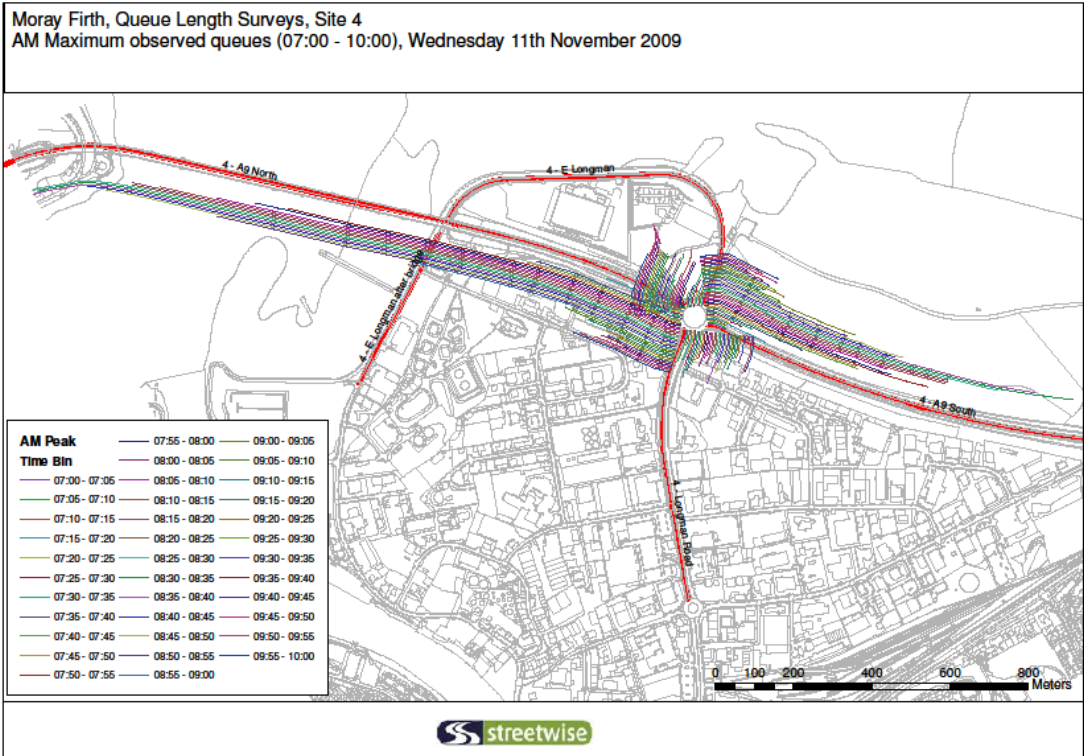 Moray Firth, Queue Length Surveys, Site 4
AM Maximum observed queues (07:00 - 10:00), Wednesday 11th November 2009
4 - A9 North
4 - E Longman
4 - E Longman after bridge
4 - A9 South
4 - Longman Road
AM Peak
Time Bin
07:00 - 07:05
07:05 - 07:10
07:10 - 07:15
07:15 - 07:20
07:20 - 07:25
07:25 - 07:30
07:30 - 07:35
07:35 - 07:40
07:40 - 07:45
07:45 - 07:50
07:50 - 07:55
07:55 - 08:00
08:00 - 08:05
08:05 - 08:10
08:10 - 08:15
08:15 - 08:20
08:20 - 08:25
08:25 - 08:30
08:30 - 08:35
08:35 - 08:40
08:40 - 08:45
08:45 - 08:50
08:50 - 08:55
08:55 - 09:00
09:00 - 09:05
09:05 - 09:10
09:10 - 09:15
09:15 - 09:20
09:20 - 09:25
09:25 - 09:30
09:30 - 09:35
09:35 - 09:40
09:40 - 09:45
09:45 - 09:50
09:50 - 09:55
09:55 - 10:00
0 100 200 400 600 800
Meters
streetwise